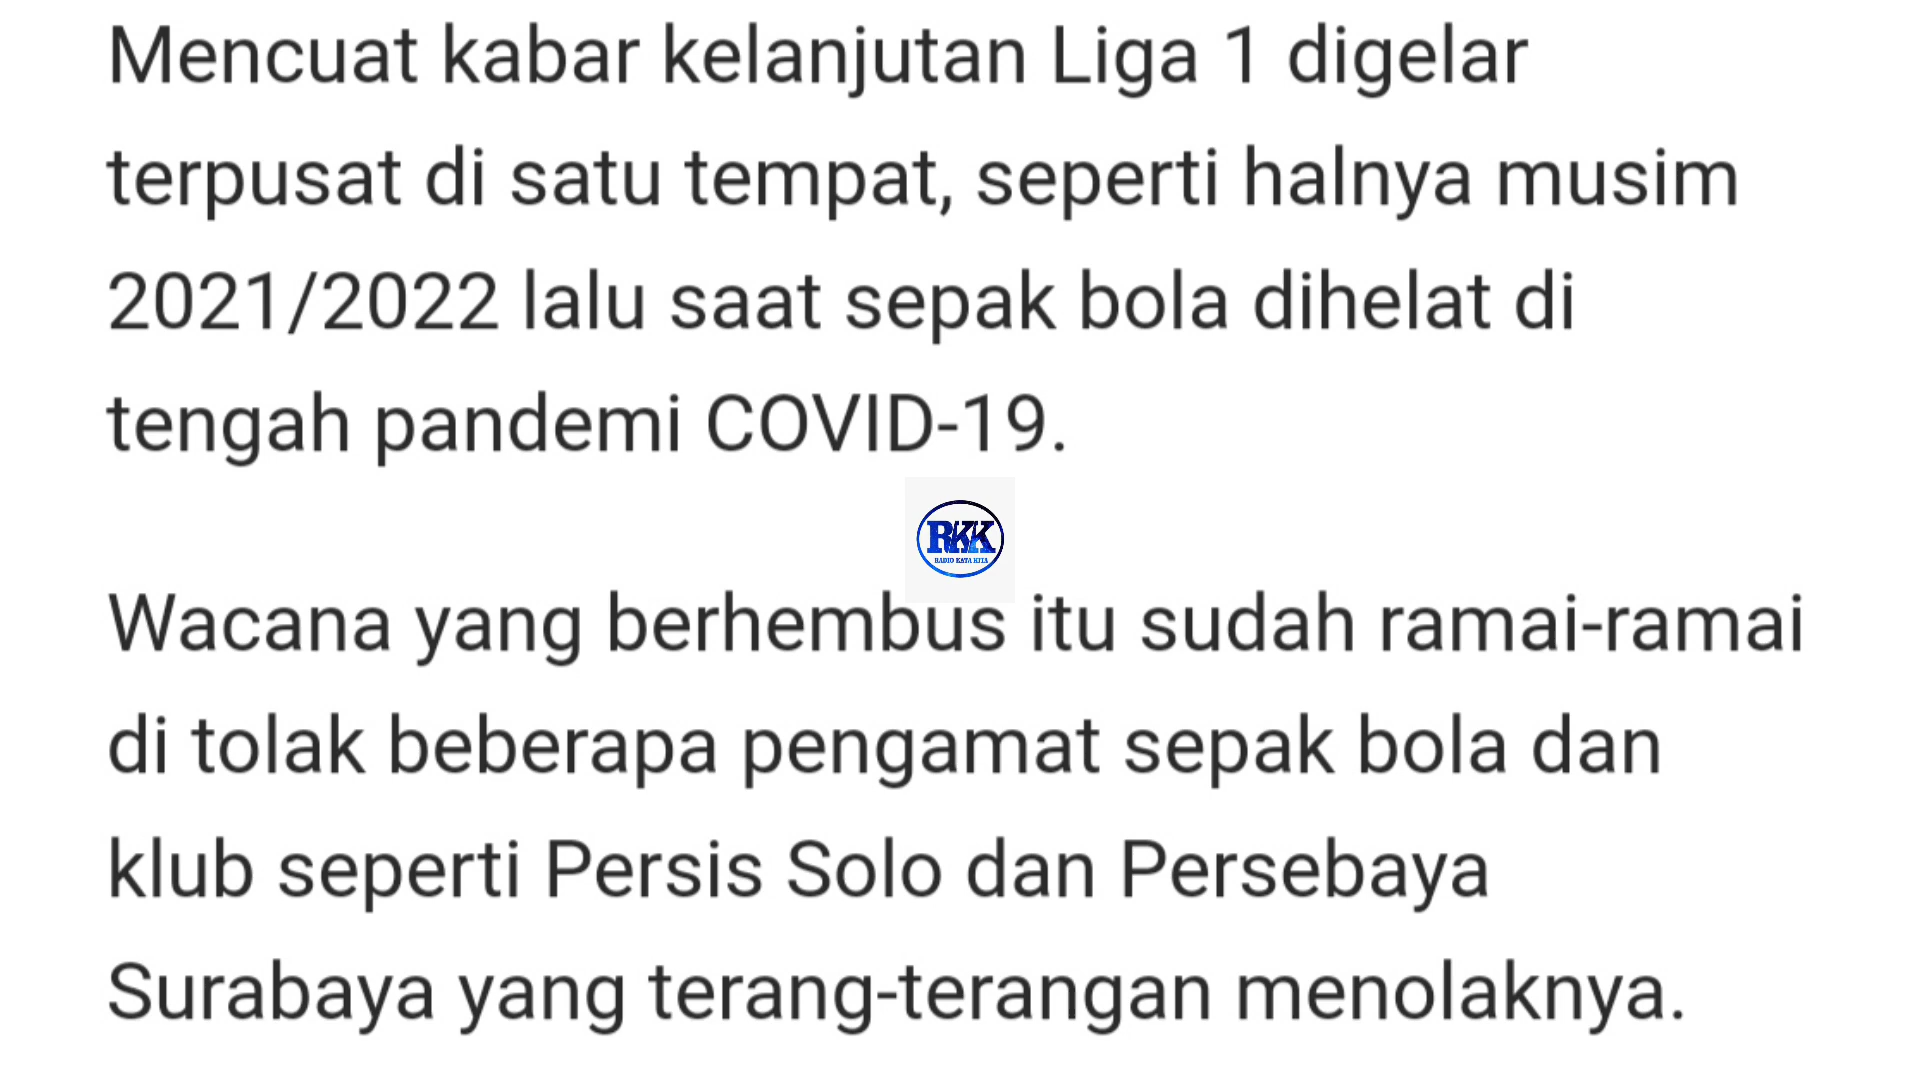 Mencuat kabar kelanjutan Liga 1 digelar
terpusat di satu tempat, seperti halnya musim
2021/2022 lalu saat sepak bola dihelat di
tengah pandemi COVID-19.
RKK
RADIO KATA KITA
Wacana yang berhembus itu sudah ramai-ramai
di tolak beberapa pengamat sepak bola dan
klub seperti Persis Solo dan Persebaya
Surabaya yang terang-terangan menolaknya.